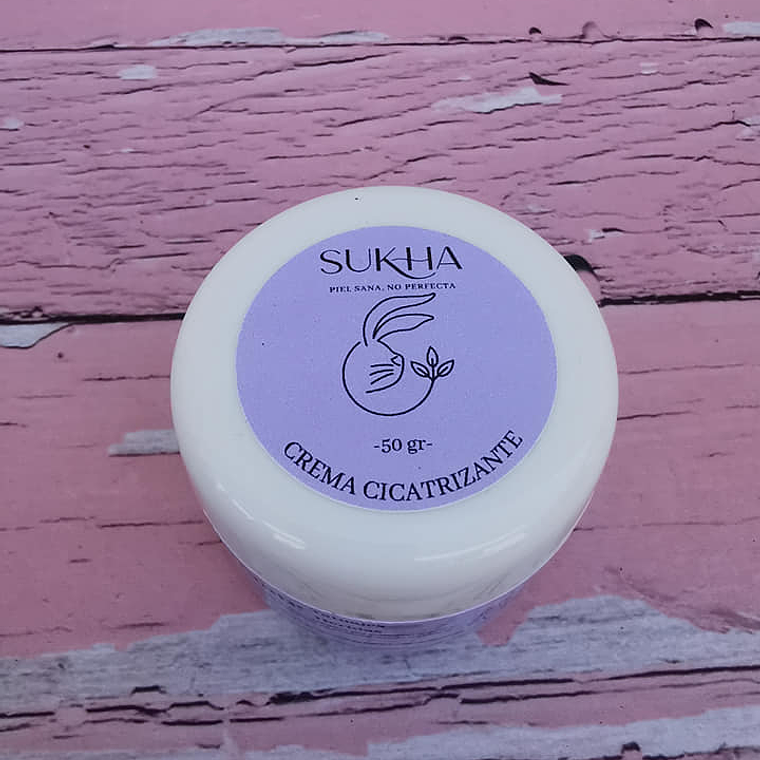 SUKHA
PIEL SANA, NO PERFECTA
-50 gr-
CREMA CICATRIZANTE